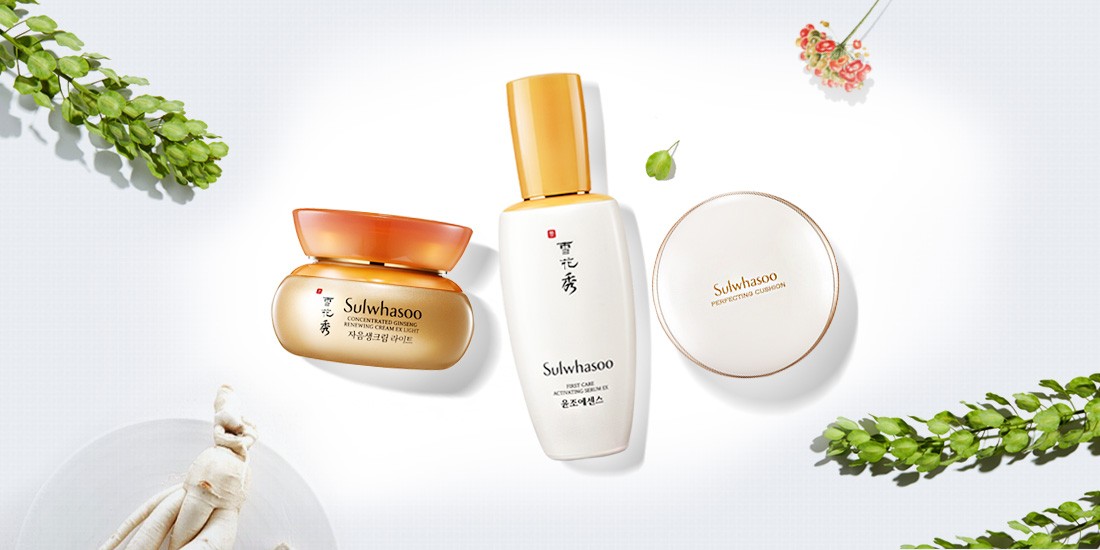 雪花秀
Sulwhasoo
CONCENTRATED GINSENG
RENEWING CREAM EX LIGHT
자음생크림 라이트
雪花秀
Sulwhasoo
FIRST CARE
ACTIVATING SERUM EX
윤조에센스
Sulwhasoo
PERFECTING CUSHION